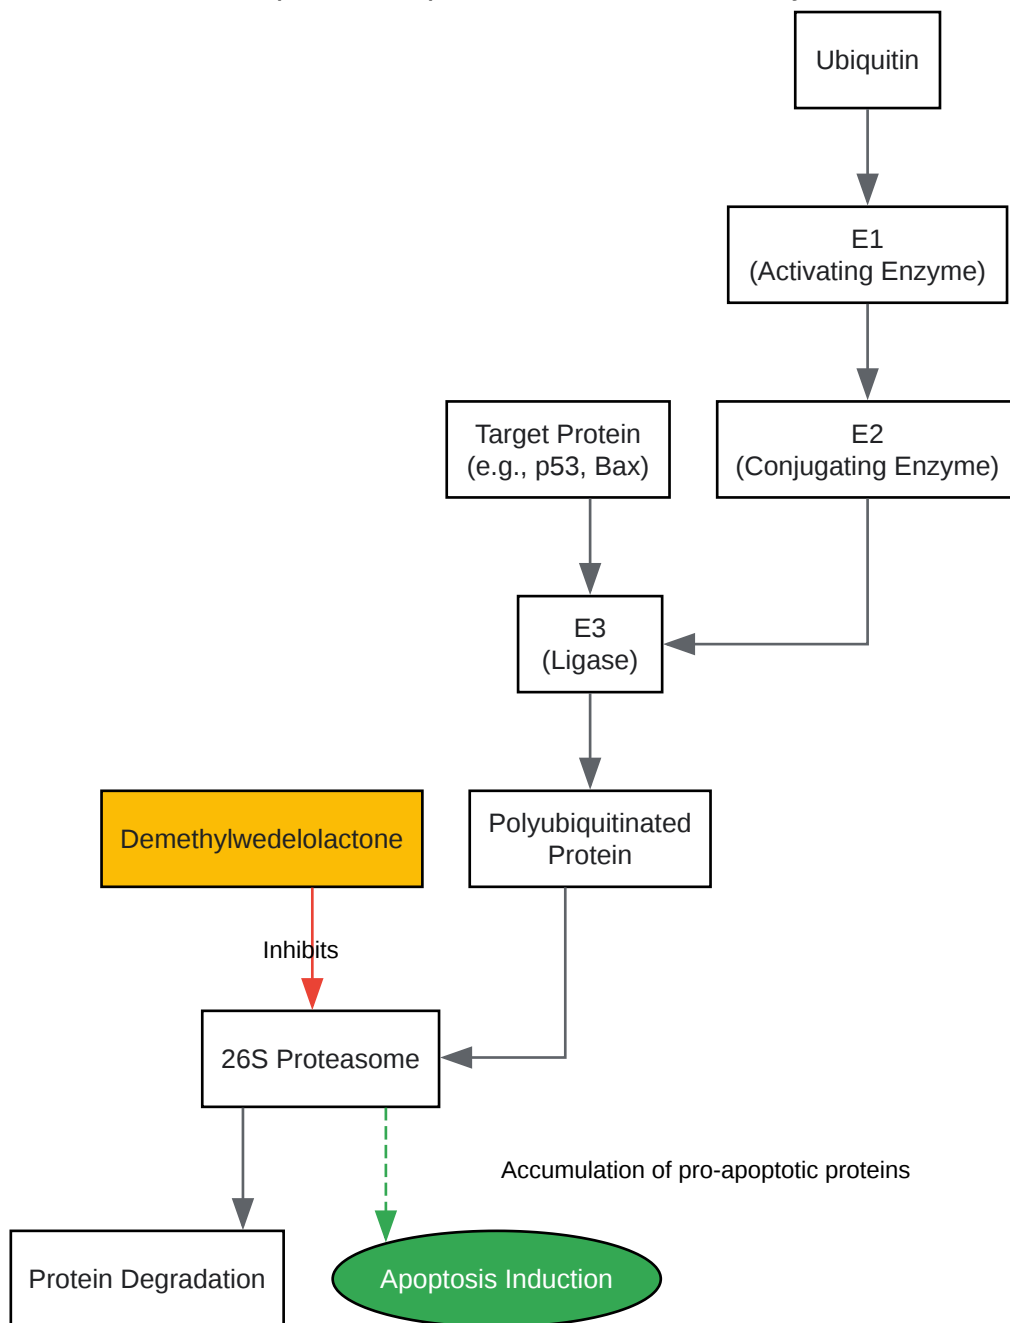 Ubiquitin
E1
(Activating Enzyme)
Target Protein
(e.g., p53, Bax)
E2
(Conjugating Enzyme)
E3
(Ligase)
Demethylwedelolactone
Polyubiquitinated
Protein
Inhibits
26S Proteasome
Accumulation of pro-apoptotic proteins
Protein Degradation
Apoptosis Induction